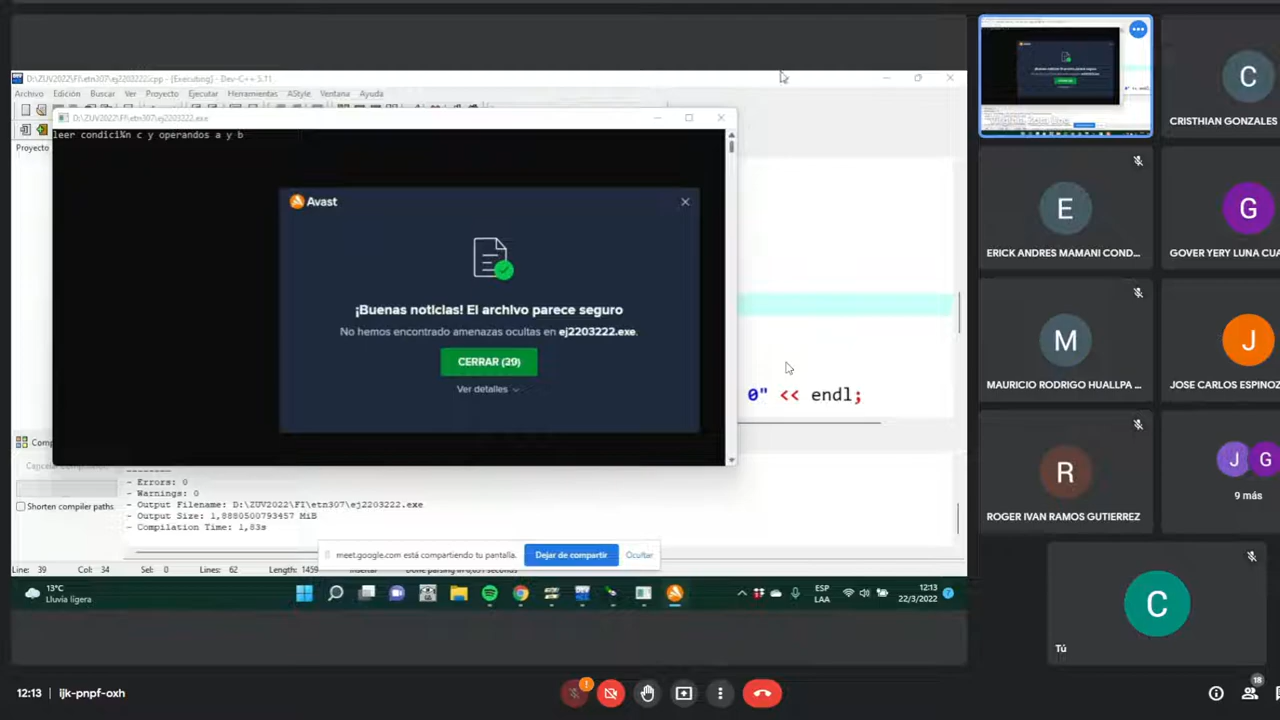 D:\ZUV2022\FI\etn307\ej2203222.cpp - [Executing] - Dev-C++ 5.11
Archivo Edición Buscar Ver Proyecto Ejecutar Herramientas AStyle Ventana Ayuda
D:\ZUV2022\FI\etn307\ej2203222.exe
leer condici¾n c y operandos a y b
Proyecto
Avast
¡Buenas noticias! El archivo parece seguro
No hemos encontrado amenazas ocultas en ej2203222.exe.
CERRAR (39)
Ver detalles
0" << endl;
Comp
Shorten compiler paths
- Errors: 0
- Warnings: 0
- Output Filename: D:\ZUV2022\FI\etn307\ej2203222.exe
- Output Size: 1,8880500793457 MiB
- Compilation Time: 1,83s
meet.google.com está compartiendo tu pantalla.
Dejar de compartir
Ocultar
Line: 39 Col: 34 Sel: 0 Lines: 62 Length: 1459
13°C
Lluvia ligera
ESP
LAA
12:13
22/3/2022
7
C
CRISTHIAN GONZALES
E
ERICK ANDRES MAMANI COND...
G
GOVER YERY LUNA CUA
M
MAURICIO RODRIGO HUALLPA ...
J
JOSE CARLOS ESPINOZ
R
ROGER IVAN RAMOS GUTIERREZ
J G
9 más
C
Tú
12:13 | ijk-pnpf-oxh
!
18